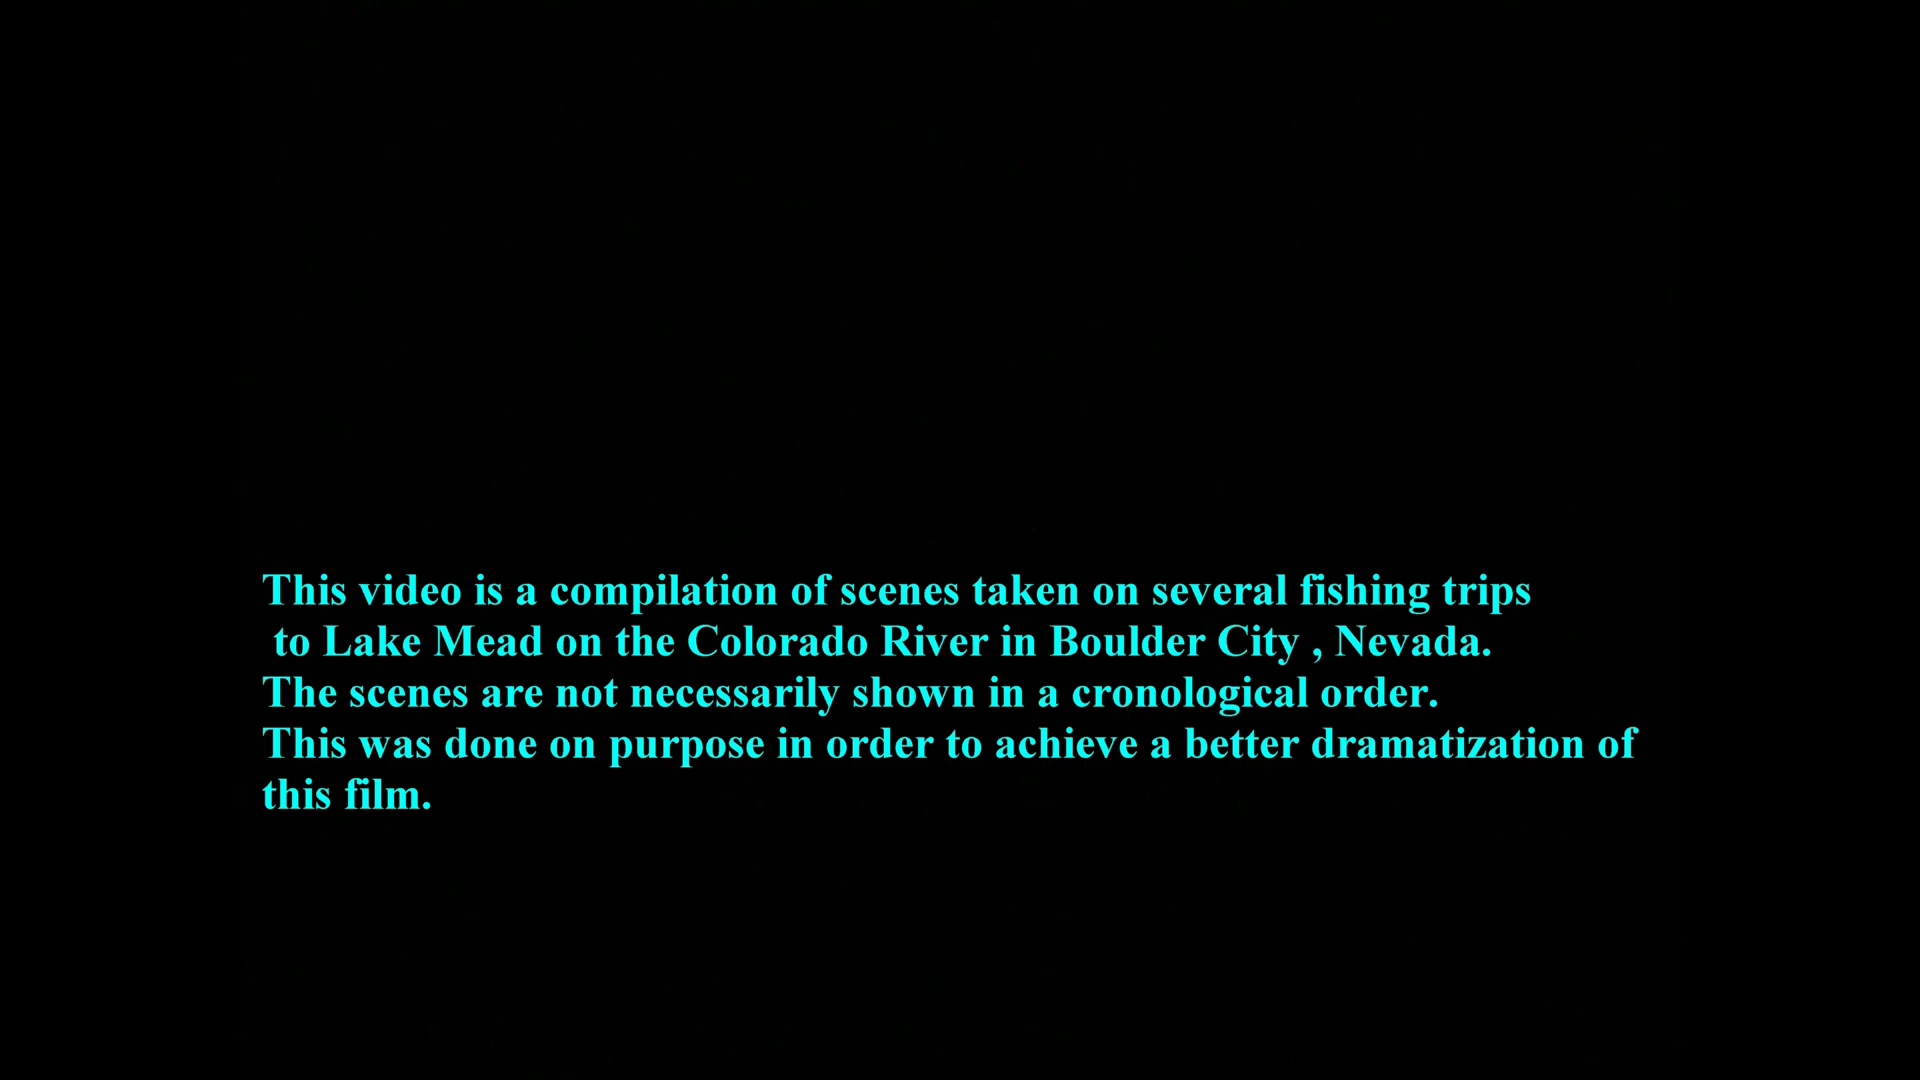 This video is a compilation of scenes taken on several fishing trips
to Lake Mead on the Colorado River in Boulder City , Nevada.
The scenes are not necessarily shown in a cronological order.
This was done on purpose in order to achieve a better dramatization of
this film.